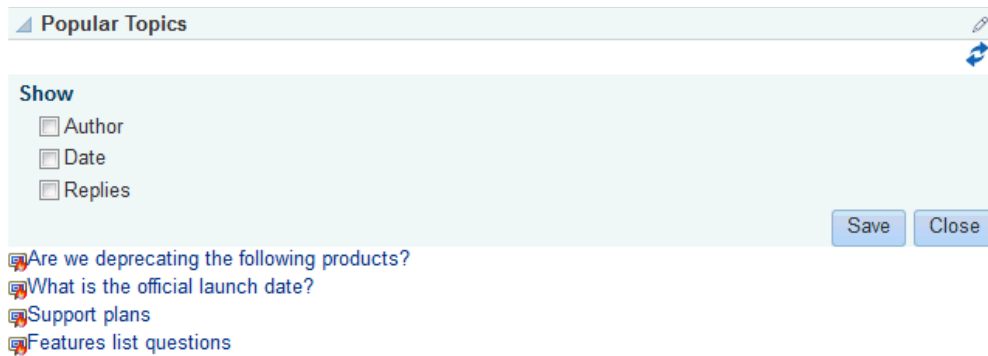 Popular Topics
Show
Author
Date
Replies
Save Close
Are we deprecating the following products?
What is the official launch date?
Support plans
Features list questions